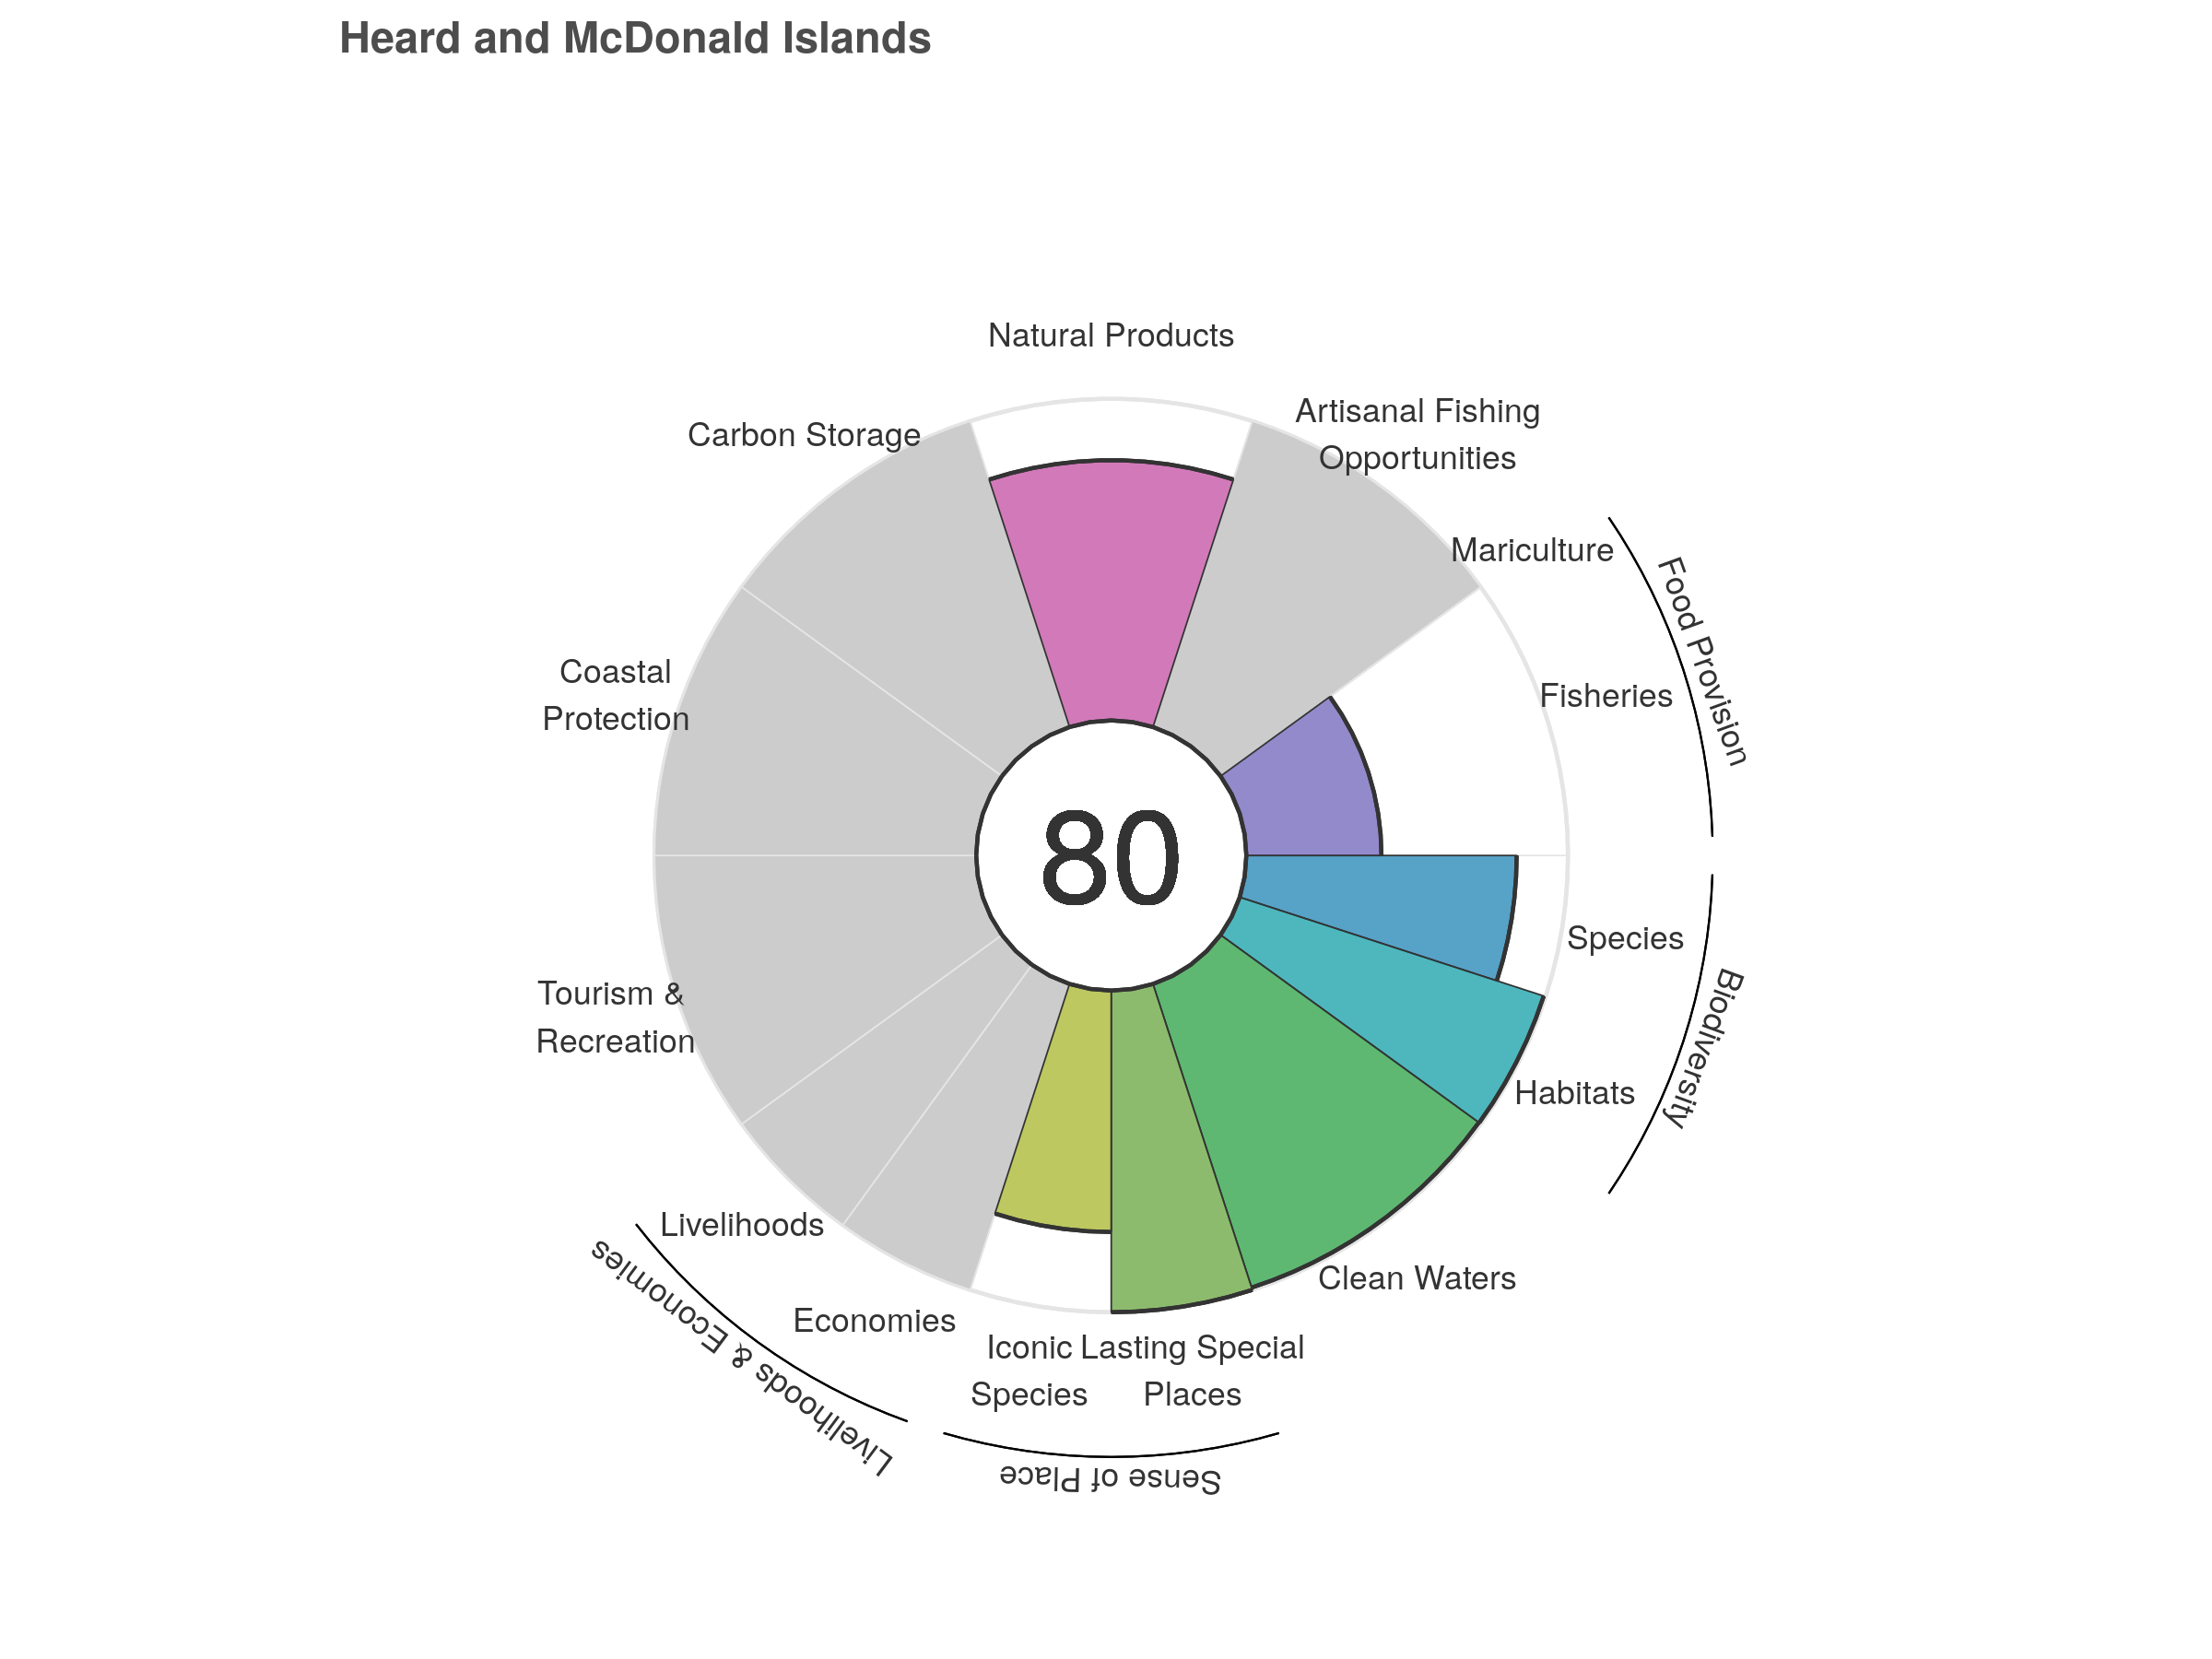 Heard and McDonald Islands
Natural Products
Artisanal Fishing
Opportunities
Carbon Storage
Mariculture
Food Provision
Fisheries
Coastal
Protection
80
Species
Biodiversity
Tourism &
Recreation
Habitats
Livelihoods
Clean Waters
Livelihoods & Economies
Economies
Iconic
Species
Lasting Special
Places
Sense of Place